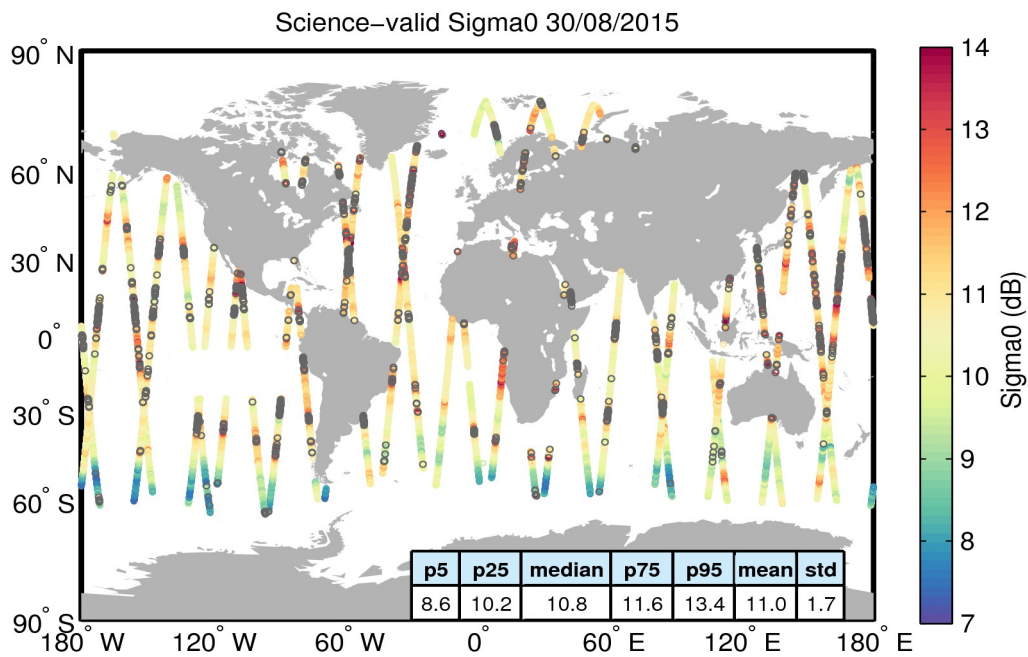 Science−valid Sigma0 30/08/2015
90° N
60° N
30° N
0°
30° S
60° S
90° S
180° W
120° W
60° W
0°
60° E
120° E
180° E
14
13
12
11
10
9
8
7
Sigma0 (dB)
p5 p25 median p75 p95 mean std
8.6 10.2 10.8 11.6 13.4 11.0 1.7